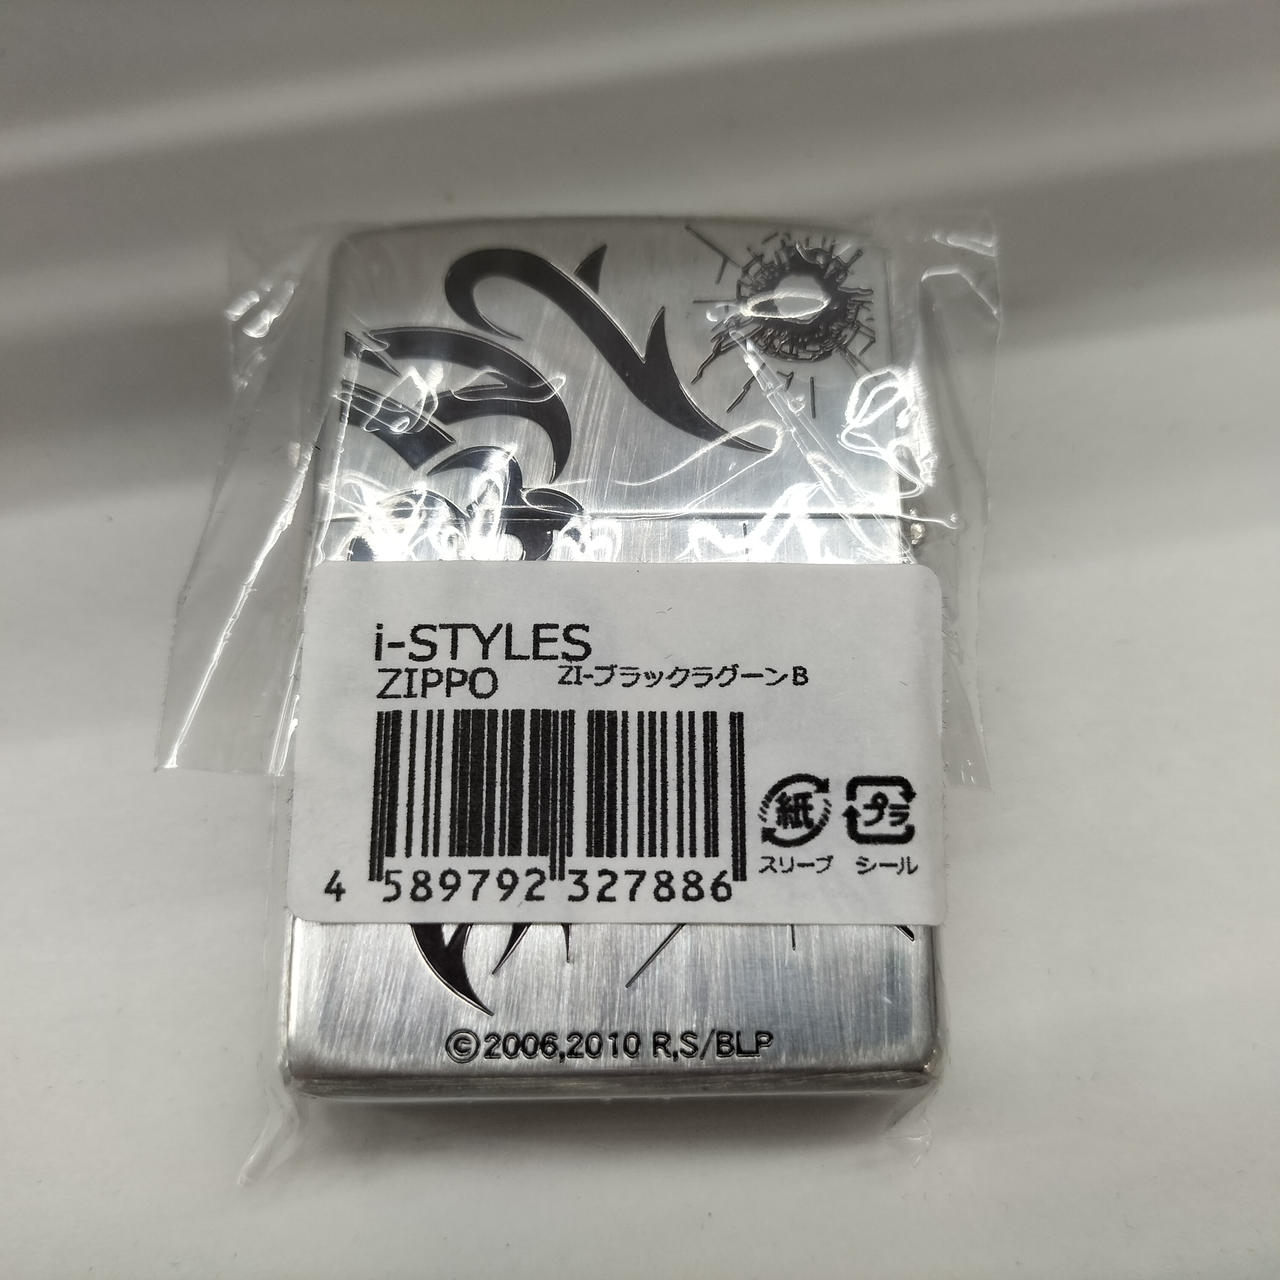 i-STYLES
ZIPPO ZI-ブラックラグーンB
4 589792 327886
紙 プラ
スリーブ シール
©2006,2010 R,S/BLP